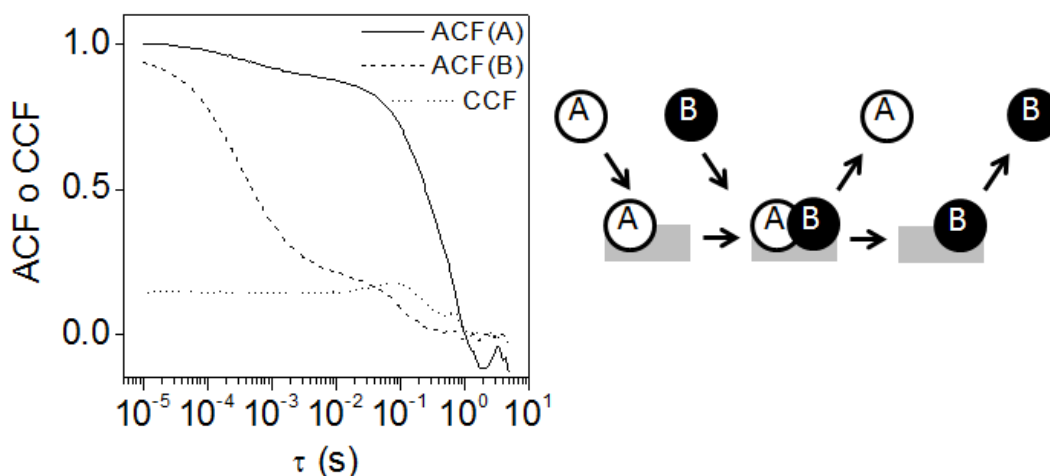 ACF o CCF
1.0
0.5
0.0
ACF(A)
ACF(B)
CCF
10-5 10-4 10-3 10-2 10-1 100 101
τ (s)
A B A B
A A B B